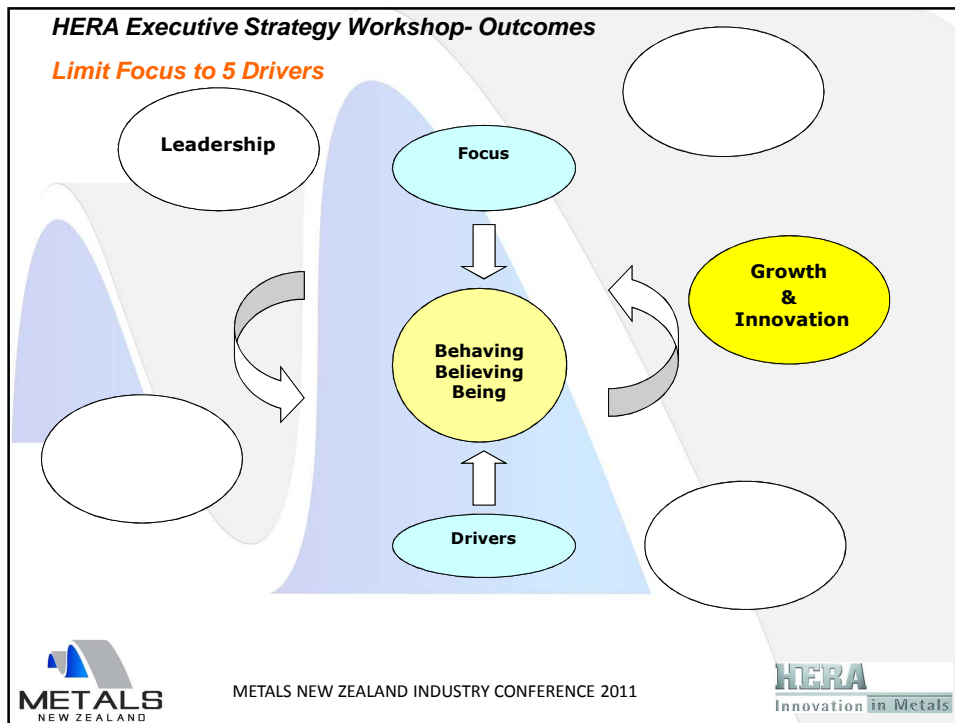 HERA Executive Strategy Workshop- Outcomes
Limit Focus to 5 Drivers
Leadership
Focus
Growth
&
Innovation
Behaving
Believing
Being
Drivers
METALS
NEW ZEALAND
METALS NEW ZEALAND INDUSTRY CONFERENCE 2011
HERA
Innovation in Metals